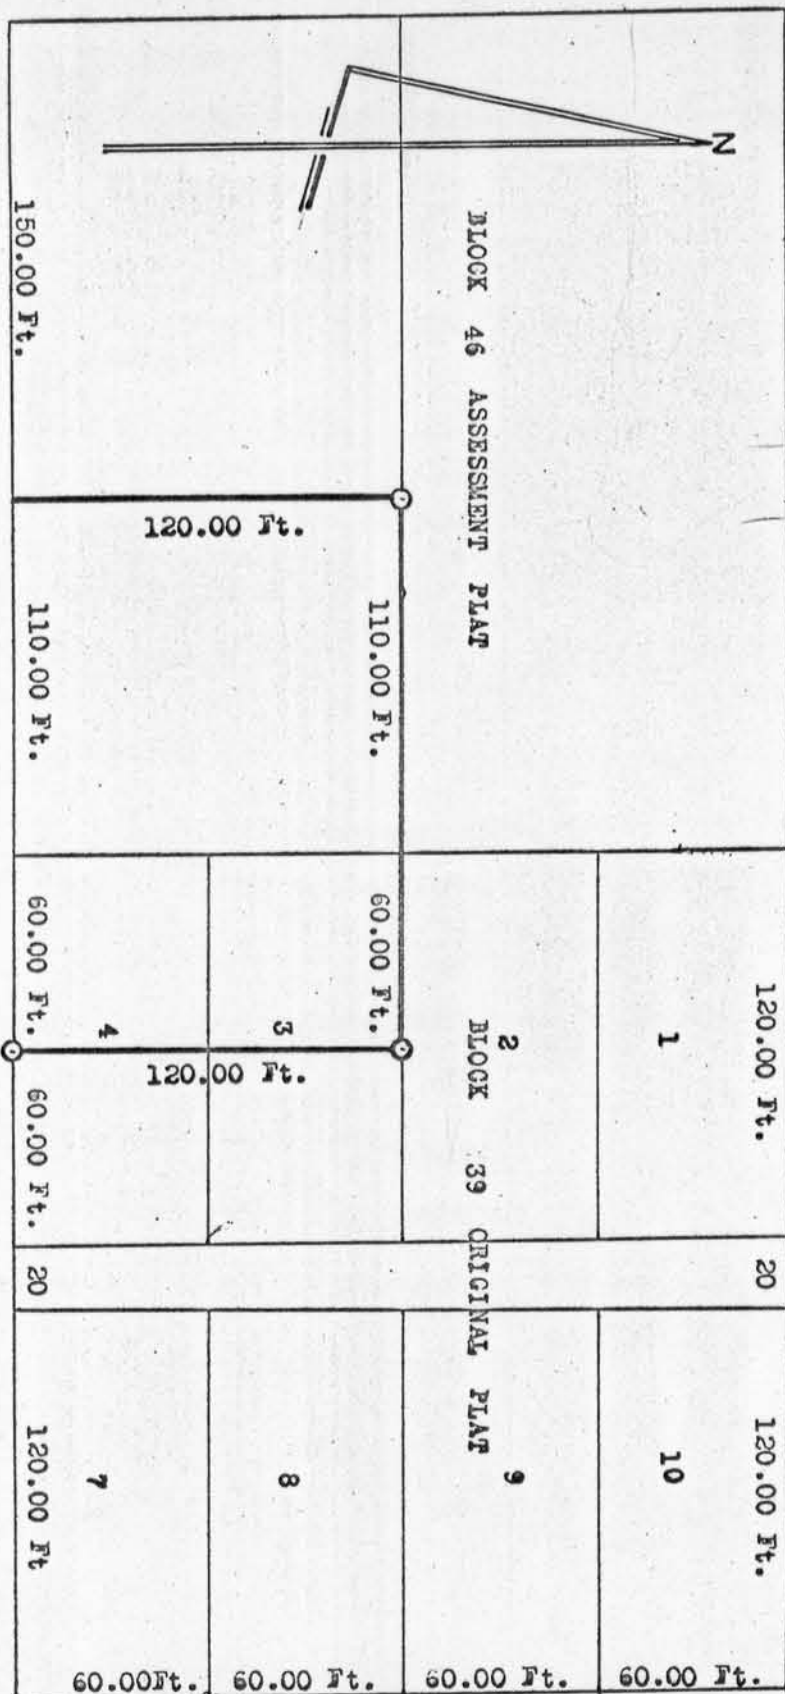 N
BLOCK 46 ASSESSMENT PLAT
150.00 Ft.
120.00 Ft.
110.00 Ft.
110.00 Ft.
60.00 Ft.
60.00 Ft.
4
3
120.00 Ft.
60.00 Ft.
2
1
120.00 Ft.
BLOCK 39 ORIGINAL PLAT
20
20
120.00 Ft
7
8
9
10
120.00 Ft.
60.00Ft.
60.00 Ft.
60.00 Ft.
60.00 Ft.